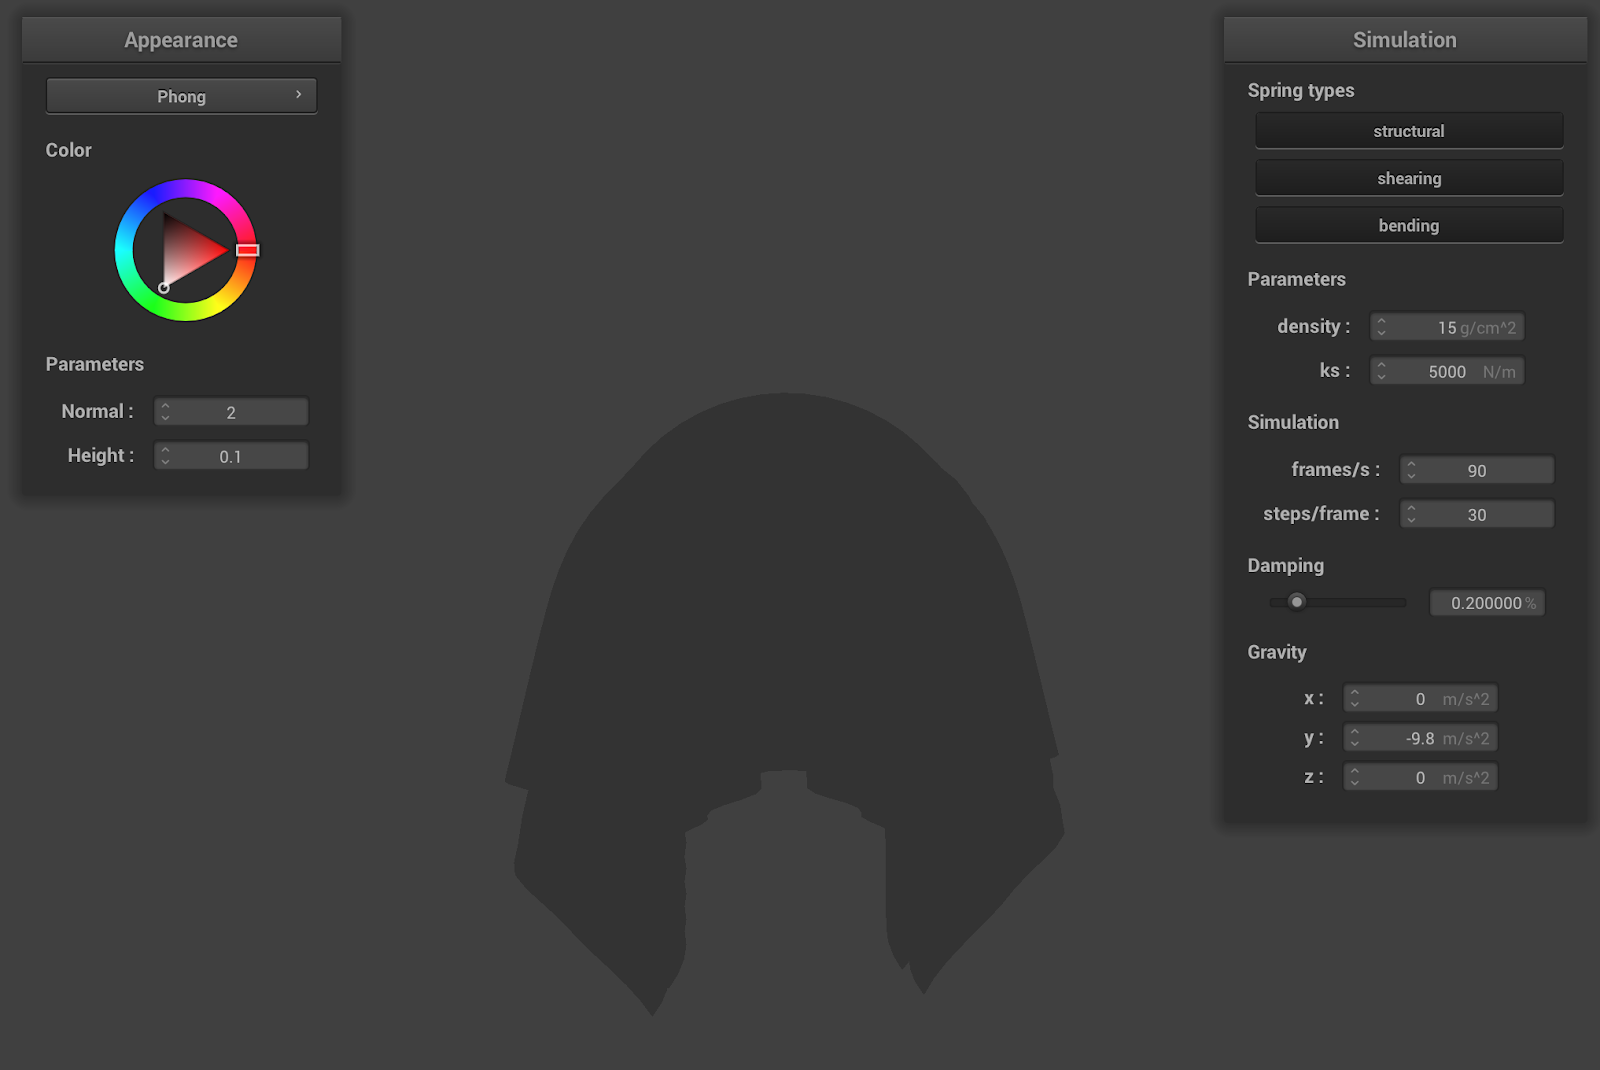 Appearance
Phong
Color
Parameters
Normal : 2
Height : 0.1
Simulation
Spring types
structural
shearing
bending
Parameters
density : 15 g/cm^2
ks : 5000 N/m
Simulation
frames/s : 90
steps/frame : 30
Damping
0.200000 %
Gravity
x : 0 m/s^2
y : -9.8 m/s^2
z : 0 m/s^2